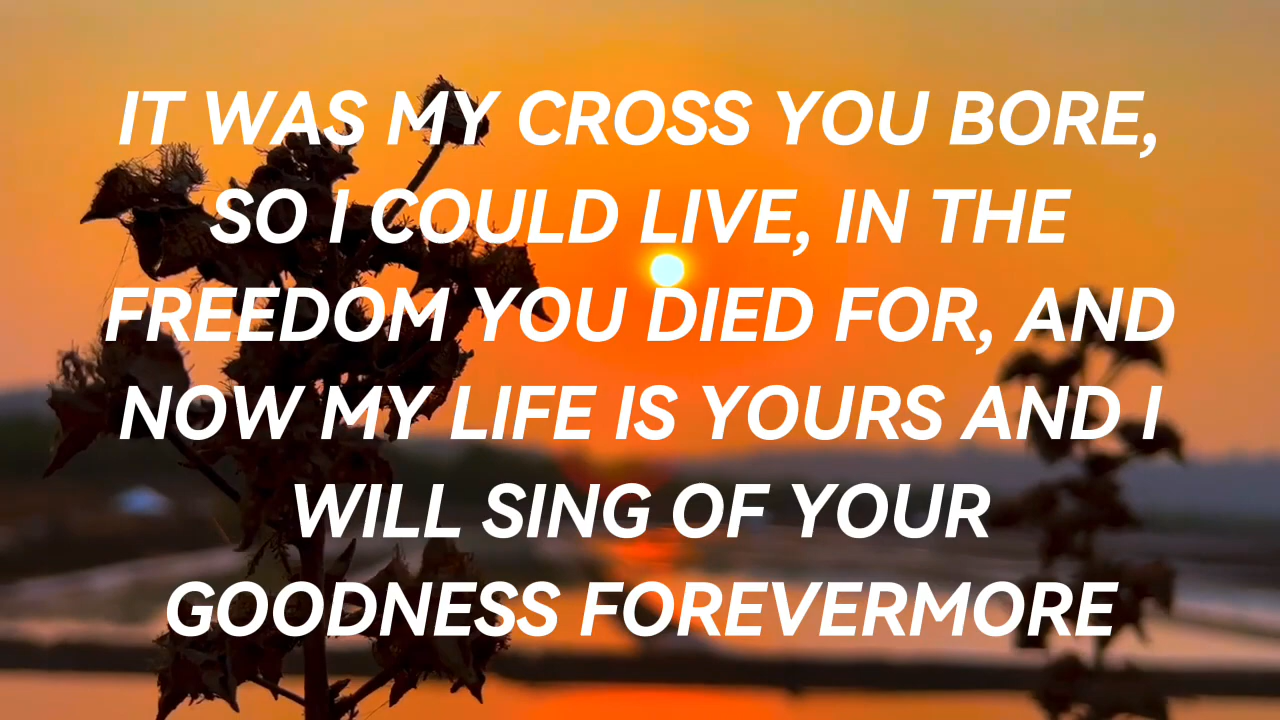 IT WAS MY CROSS YOU BORE,
SO I COULD LIVE, IN THE
FREEDOM YOU DIED FOR, AND
NOW MY LIFE IS YOURS AND I
WILL SING OF YOUR
GOODNESS FOREVERMORE